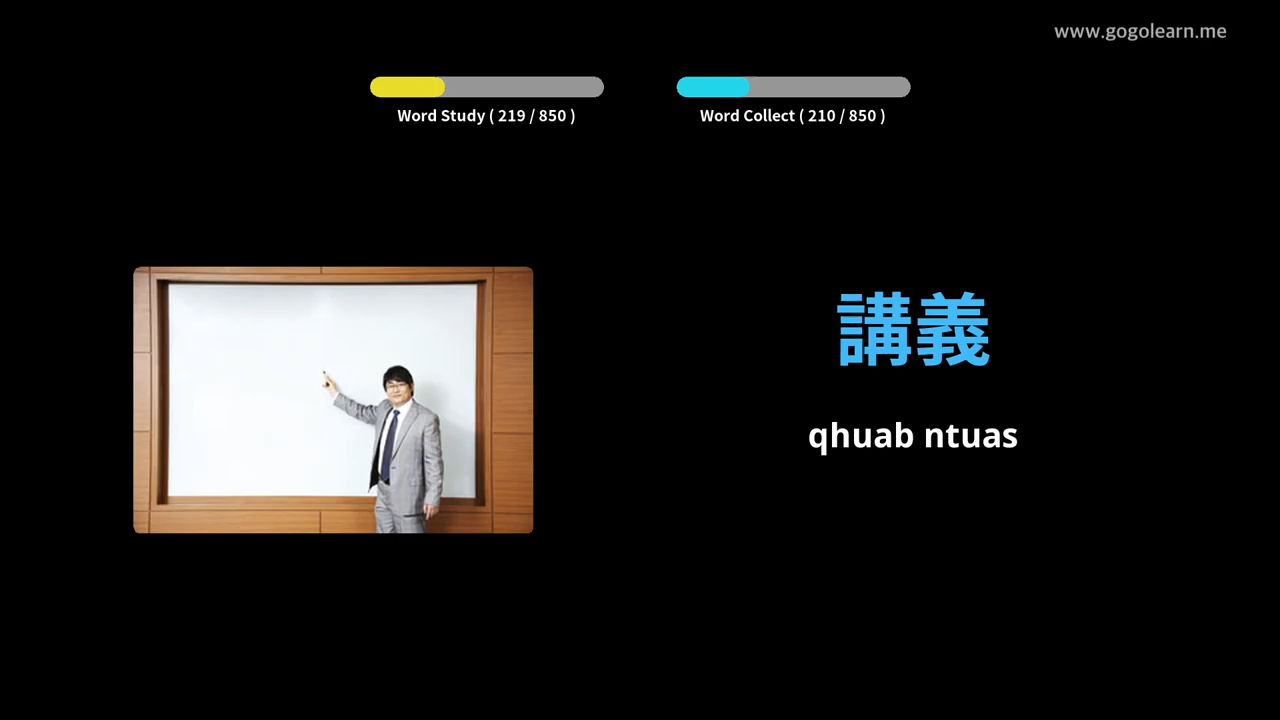 www.gogolearn.me
Word Study ( 219 / 850 )
Word Collect ( 210 / 850 )
講義
qhuab ntuas